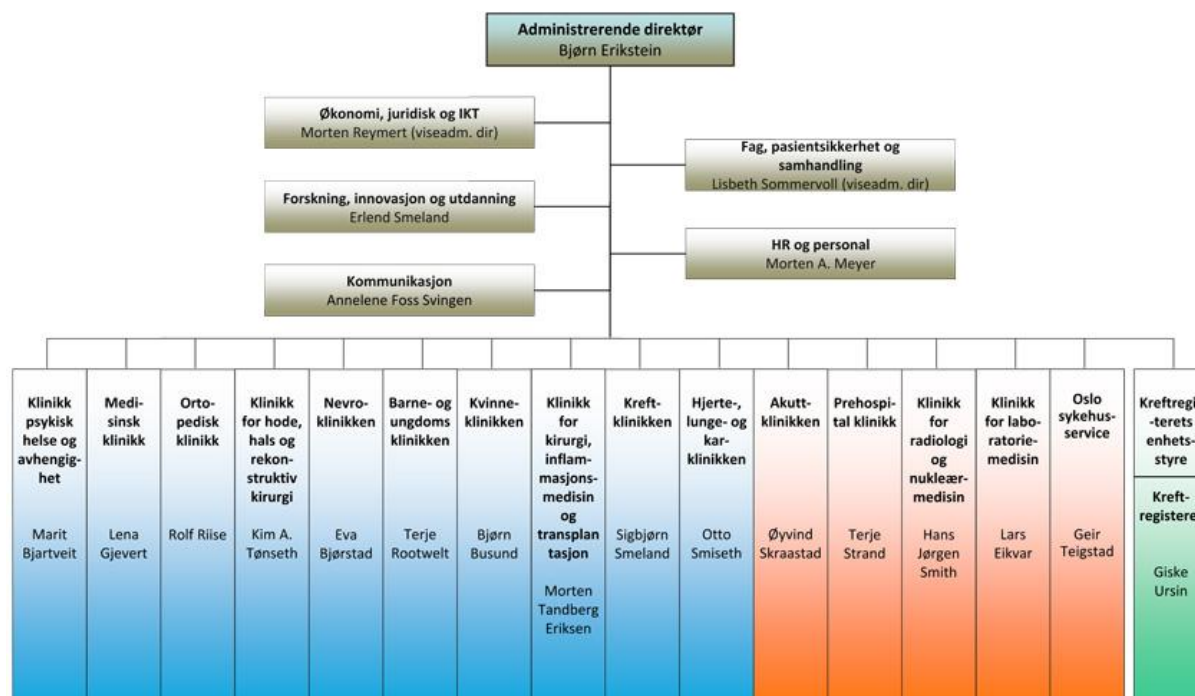 Administrerende direktør
Bjørn Erikstein
Økonomi, juridisk og IKT
Morten Reymert (viseadm. dir)
Fag, pasientsikkerhet og
samhandling
Lisbeth Sommervoll (viseadm. dir)
Forskning, innovasjon og utdanning
Erlend Smeland
HR og personal
Morten A. Meyer
Kommunikasjon
Annelene Foss Svingen
Klinikk
psykisk
helse og
avhengig-
het
Marit
Bjartveit
Medi-
sinsk
klinikk
Lena
Gjevert
Orto-
pedisk
klinikk
Rolf Riise
Klinikk
for hode,
hals og
rekon-
struktiv
kirurgi
Kim A.
Tønseth
Nevro-
klinikken
Eva
Bjørstad
Barne- og
ungdoms
klinikken
Terje
Rootwelt
Kvinne-
klinikken
Bjørn
Busund
Klinikk
for
kirurgi,
inflam-
masjons-
medisin
og
transplan
tasjon
Morten
Tandberg
Eriksen
Kreft-
klinikken
Sigbjørn
Smeland
Hjerte-,
lunge- og
kar-
klinikken
Otto
Smiseth
Akutt-
klinikken
Øyvind
Skraastad
Prehospi-
tal klinikk
Terje
Strand
Klinikk
for
radiologi
og
nukleær-
medisin
Hans
Jørgen
Smith
Klinikk
for labo-
ratorie-
medisin
Lars
Eikvar
Oslo
sykehus-
service
Geir
Teigstad
Kreftregi
-terets
enhets-
styre
Kreft-
registere
Giske
Ursin